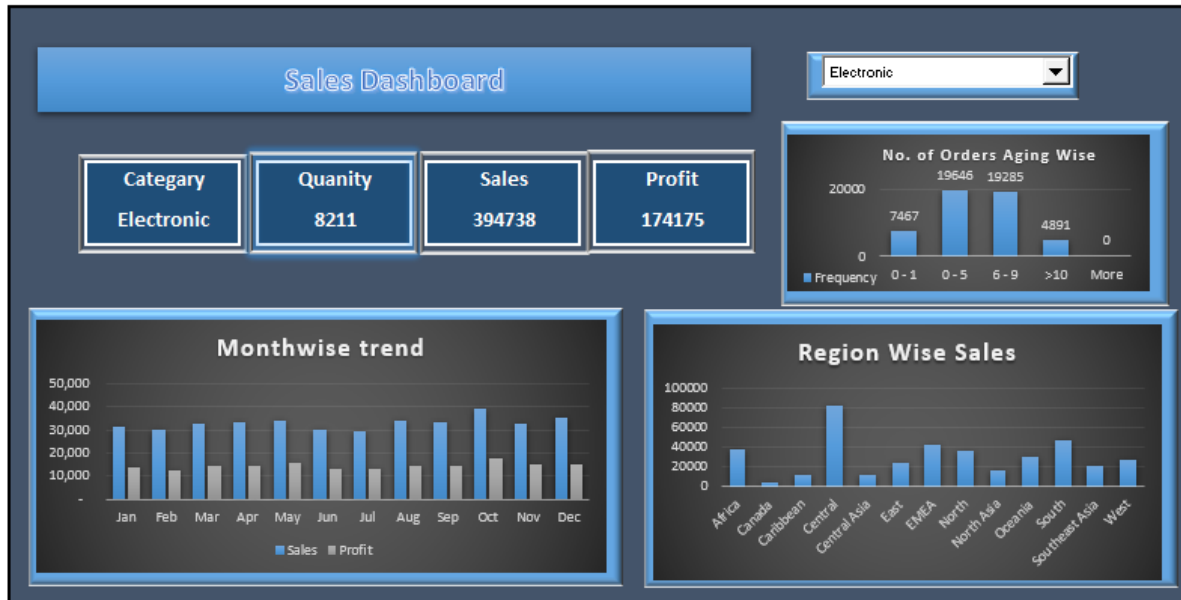 Sales Dashboard
Electronic
Categary
Electronic
Quanity
8211
Sales
394738
Profit
174175
No. of Orders Aging Wise
20000
0
7467
19646
19285
4891
0
Frequency
0 - 1
0 - 5
6 - 9
>10
More
Monthwise trend
50,000
40,000
30,000
20,000
10,000
-
Jan Feb Mar Apr May Jun Jul Aug Sep Oct Nov Dec
Sales Profit
Region Wise Sales
100000
80000
60000
40000
20000
0
Africa
Canada
Caribbean
Central
Central Asia
East
EMEA
North
North Asia
Oceania
South
Southeast Asia
West